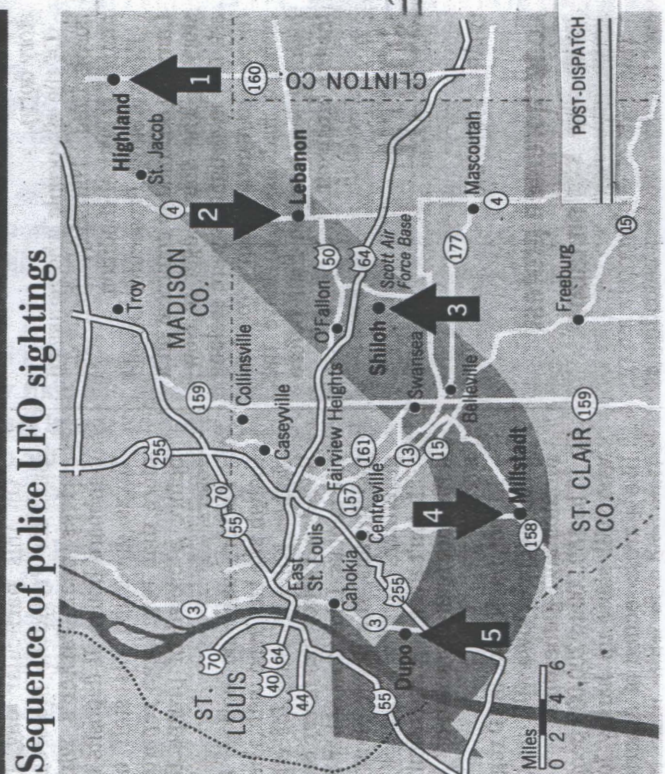 Sequence of police UFO sightings
Highland
1
160
CLINTON CO.
St. Jacob
4
2
Lebanon
Troy
MADISON
CO.
50
64
O'Fallon
Scott Air
Force Base
Mascoutah
4
177
Shiloh
3
POST-DISPATCH
15
Freeburg
159
Collinsville
Caseyville
Fairview Heights
Swansea
Belleville
159
255
161
13
15
157
70
55
Centreville
4
Millstadt
158
ST. CLAIR
CO.
East
St. Louis
Cahokia
255
3
3
Dupo
5
70
64
40
44
55
ST.
LOUIS
Miles
0 2 4 6